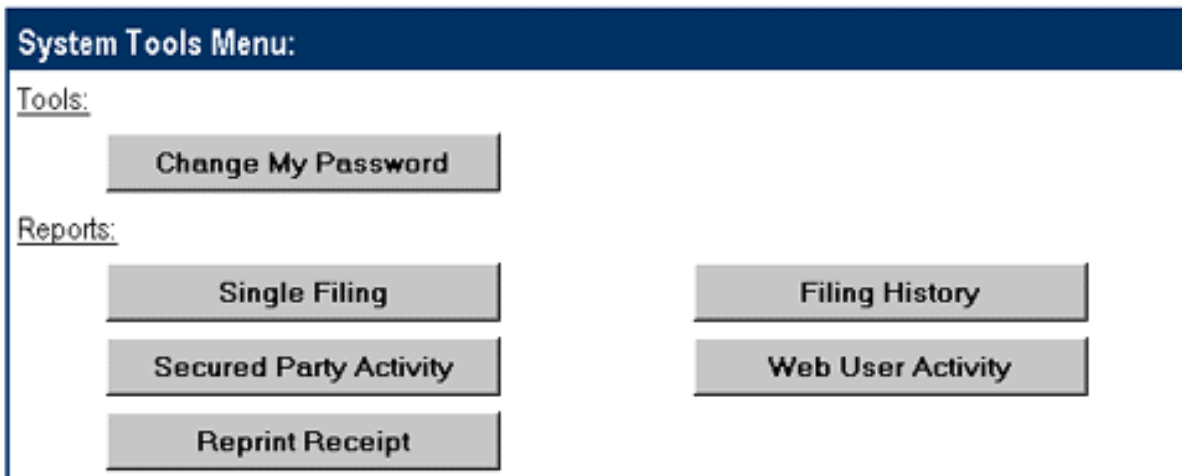 System Tools Menu:
Tools:
Change My Password
Reports:
Single Filing
Filing History
Secured Party Activity
Web User Activity
Reprint Receipt